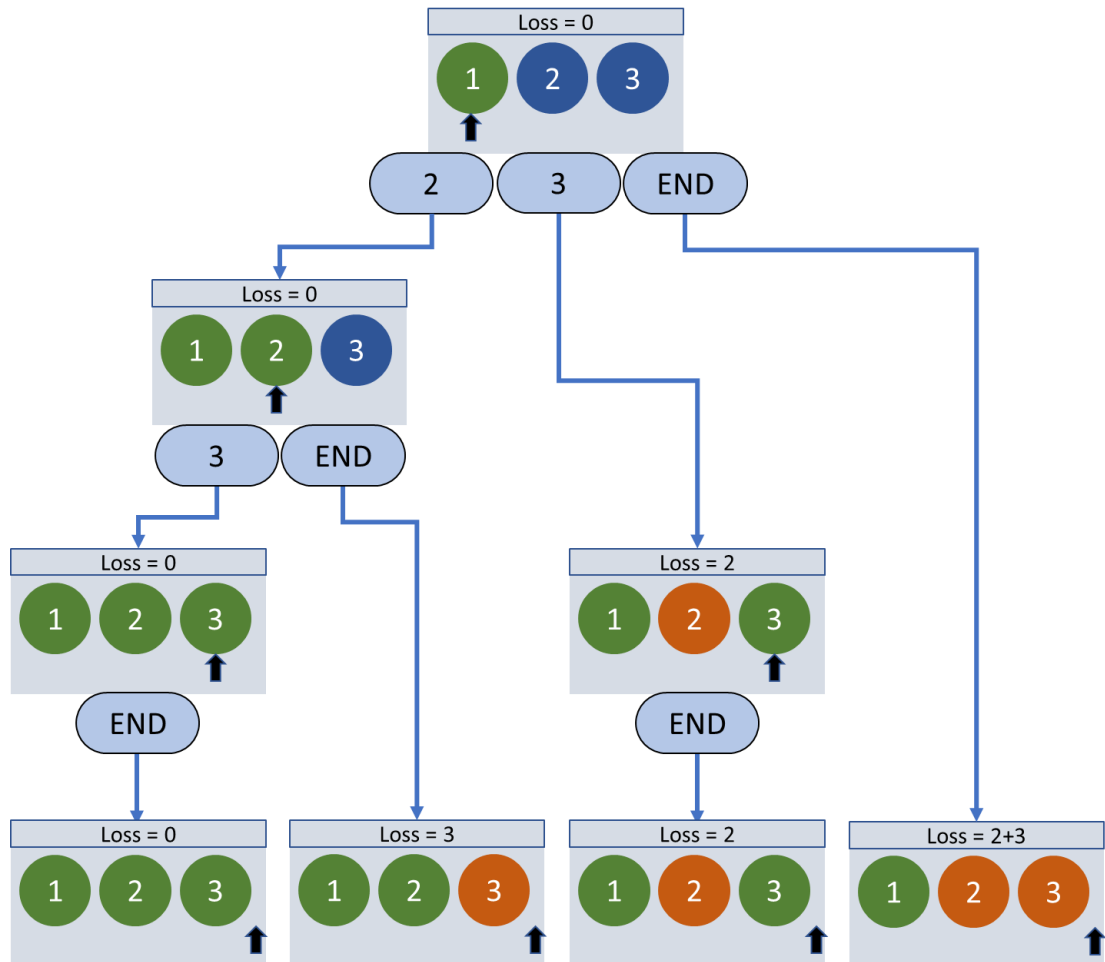 Loss = 0
1 2 3
2 3 END
Loss = 0
1 2 3
3 END
Loss = 0 Loss = 2
1 2 3 1 2 3
END END
Loss = 0 Loss = 3 Loss = 2 Loss = 2+3
1 2 3 1 2 3 1 2 3 1 2 3